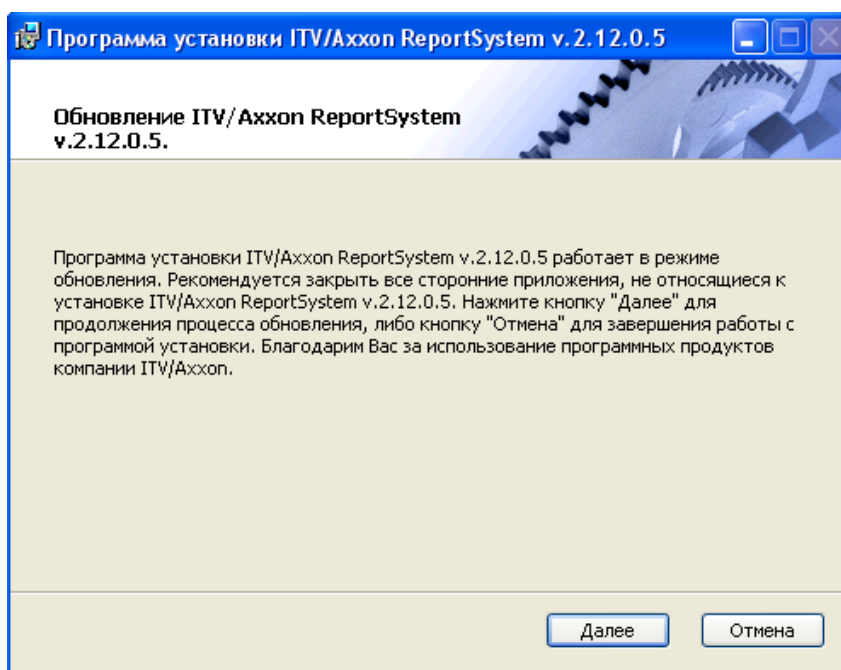 Программа установки ITV/Axxon ReportSystem v.2.12.0.5
Обновление ITV/Axxon ReportSystem
v.2.12.0.5.
Программа установки ITV/Axxon ReportSystem v.2.12.0.5 работает в режиме
обновления. Рекомендуется закрыть все сторонние приложения, не относящиеся к
установке ITV/Axxon ReportSystem v.2.12.0.5. Нажмите кнопку "Далее" для
продолжения процесса обновления, либо кнопку "Отмена" для завершения работы с
программой установки. Благодарим Вас за использование программных продуктов
компании ITV/Axxon.
Далее
Отмена